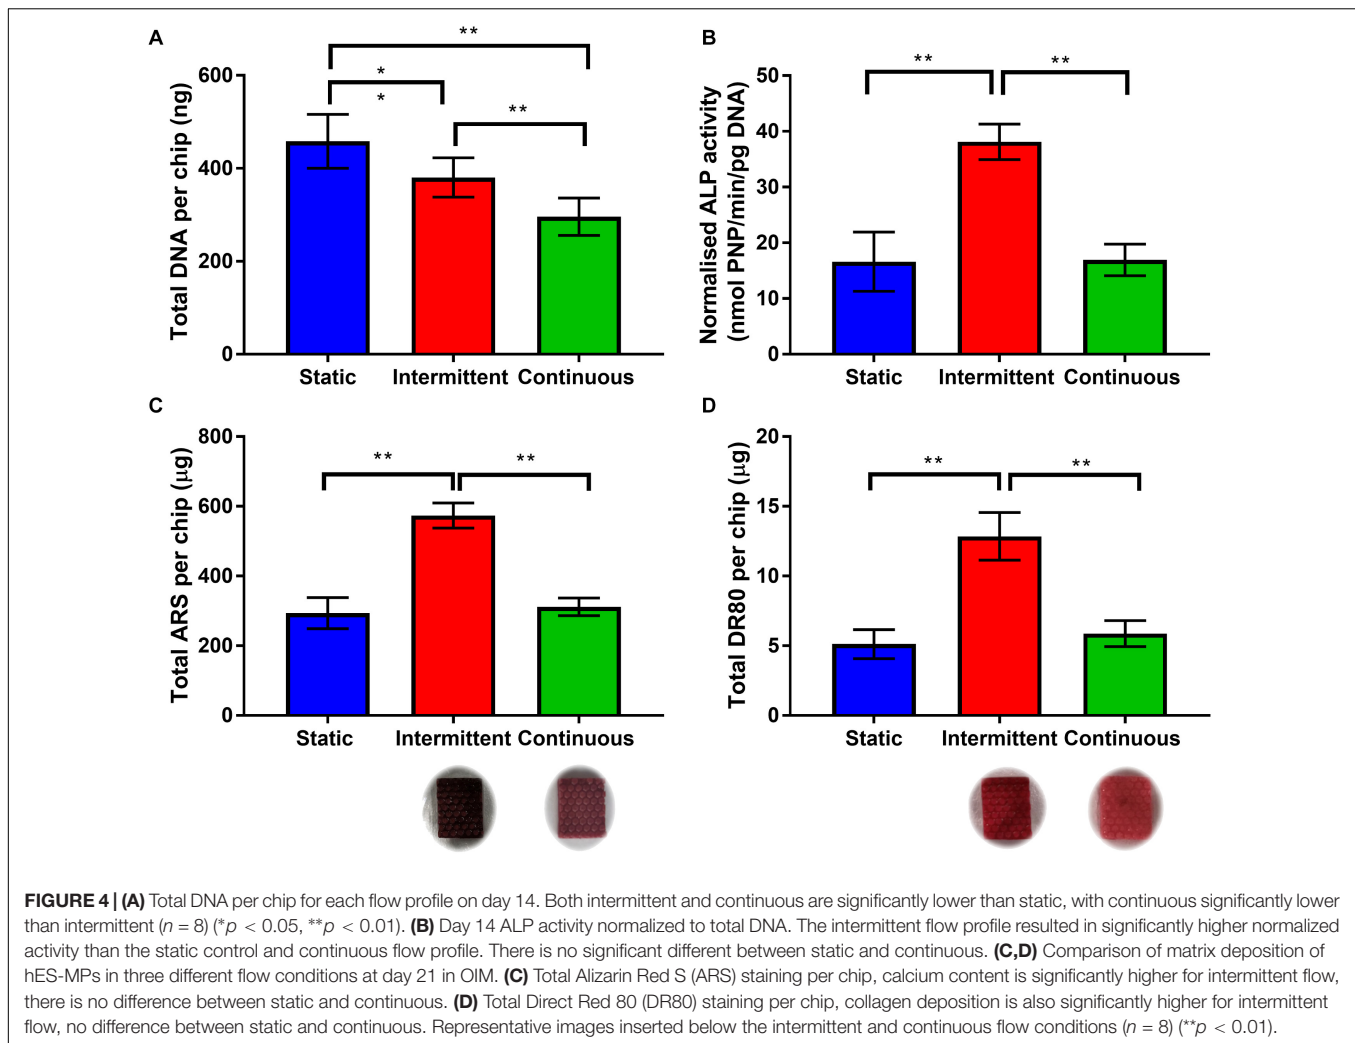 A
**
*
*
**
Total DNA per chip (ng)
600
400
200
0
Static Intermittent Continuous
B
** **
Normalised ALP activity
(nmol PNP/min/pg DNA)
50
40
30
20
10
0
Static Intermittent Continuous
C
** **
Total ARS per chip (µg)
800
600
400
200
0
Static Intermittent Continuous
D
** **
Total DR80 per chip (µg)
20
15
10
5
0
Static Intermittent Continuous
FIGURE 4 | (A) Total DNA per chip for each flow profile on day 14. Both intermittent and continuous are significantly lower than static, with continuous significantly lower
than intermittent (n = 8) (*p < 0.05, **p < 0.01). (B) Day 14 ALP activity normalized to total DNA. The intermittent flow profile resulted in significantly higher normalized
activity than the static control and continuous flow profile. There is no significant different between static and continuous. (C,D) Comparison of matrix deposition of
hES-MPs in three different flow conditions at day 21 in OIM. (C) Total Alizarin Red S (ARS) staining per chip, calcium content is significantly higher for intermittent flow,
there is no difference between static and continuous. (D) Total Direct Red 80 (DR80) staining per chip, collagen deposition is also significantly higher for intermittent
flow, no difference between static and continuous. Representative images inserted below the intermittent and continuous flow conditions (n = 8) (**p < 0.01).